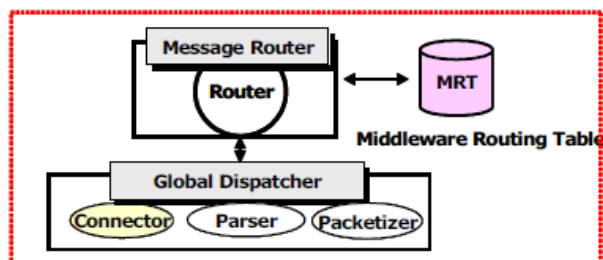 Message Router
Router
MRT
Middleware Routing Table
Global Dispatcher
Connector
Parser
Packetizer